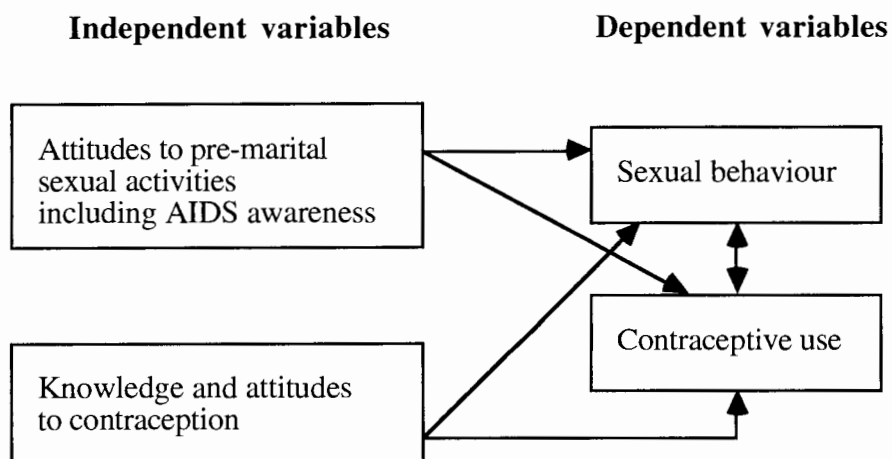 Independent variables
Dependent variables
Attitudes to pre-marital
sexual activities
including AIDS awareness
Sexual behaviour
Contraceptive use
Knowledge and attitudes
to contraception